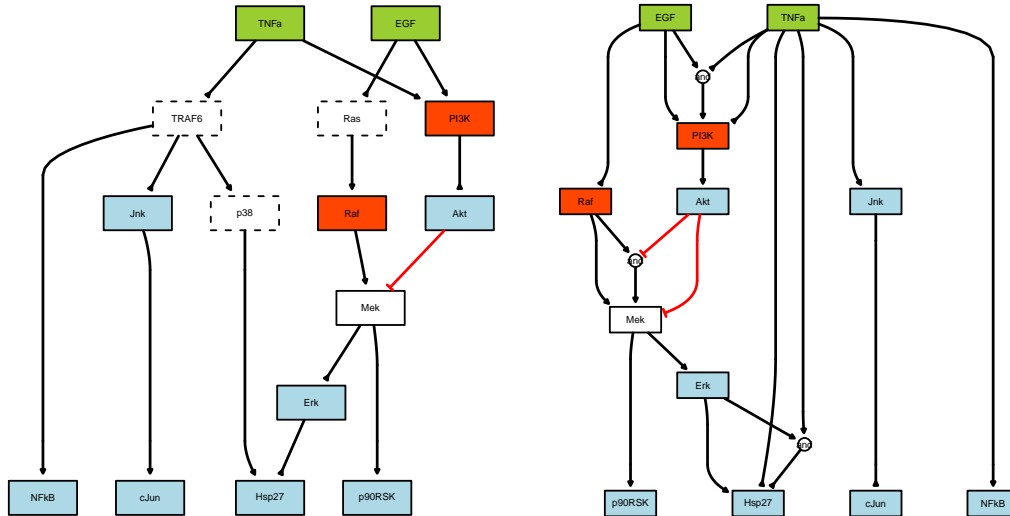 TNFa
EGF
TRAF6
Ras
PI3K
Jnk
p38
Raf
Akt
Mek
Erk
NFkB
cJun
Hsp27
p90RSK
EGF
TNFa
and
PI3K
Raf
Akt
Jnk
and
Mek
Erk
and
p90RSK
Hsp27
cJun
NFkB